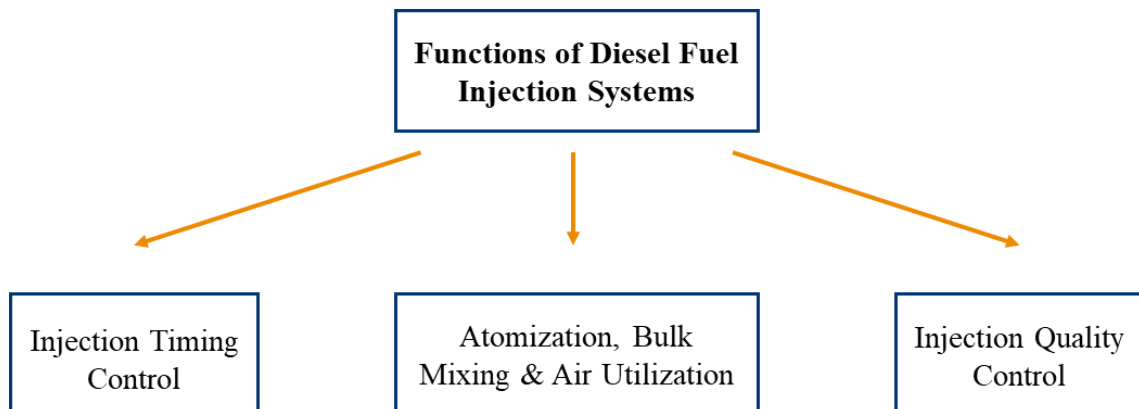 Functions of Diesel Fuel
Injection Systems
Injection Timing
Control
Atomization, Bulk
Mixing & Air Utilization
Injection Quality
Control